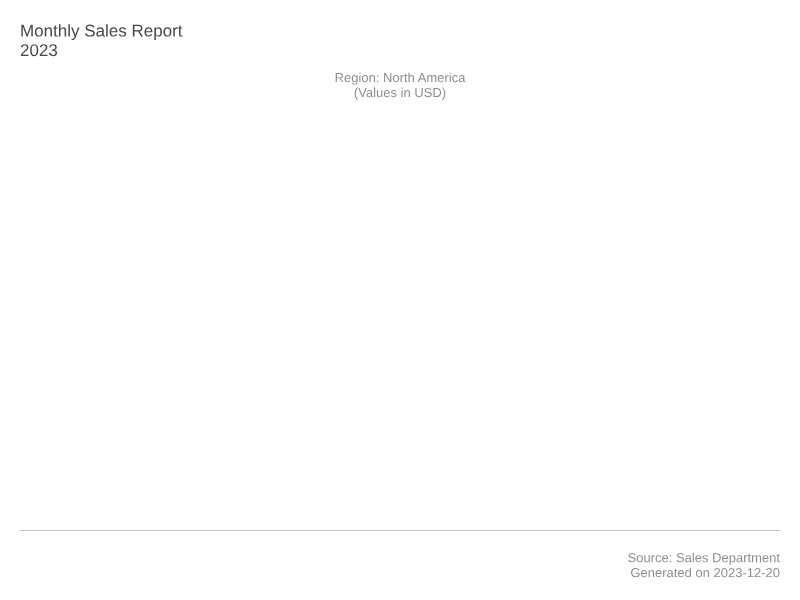 Monthly Sales Report
2023
Region: North America
(Values in USD)
Source: Sales Department
Generated on 2023-12-20